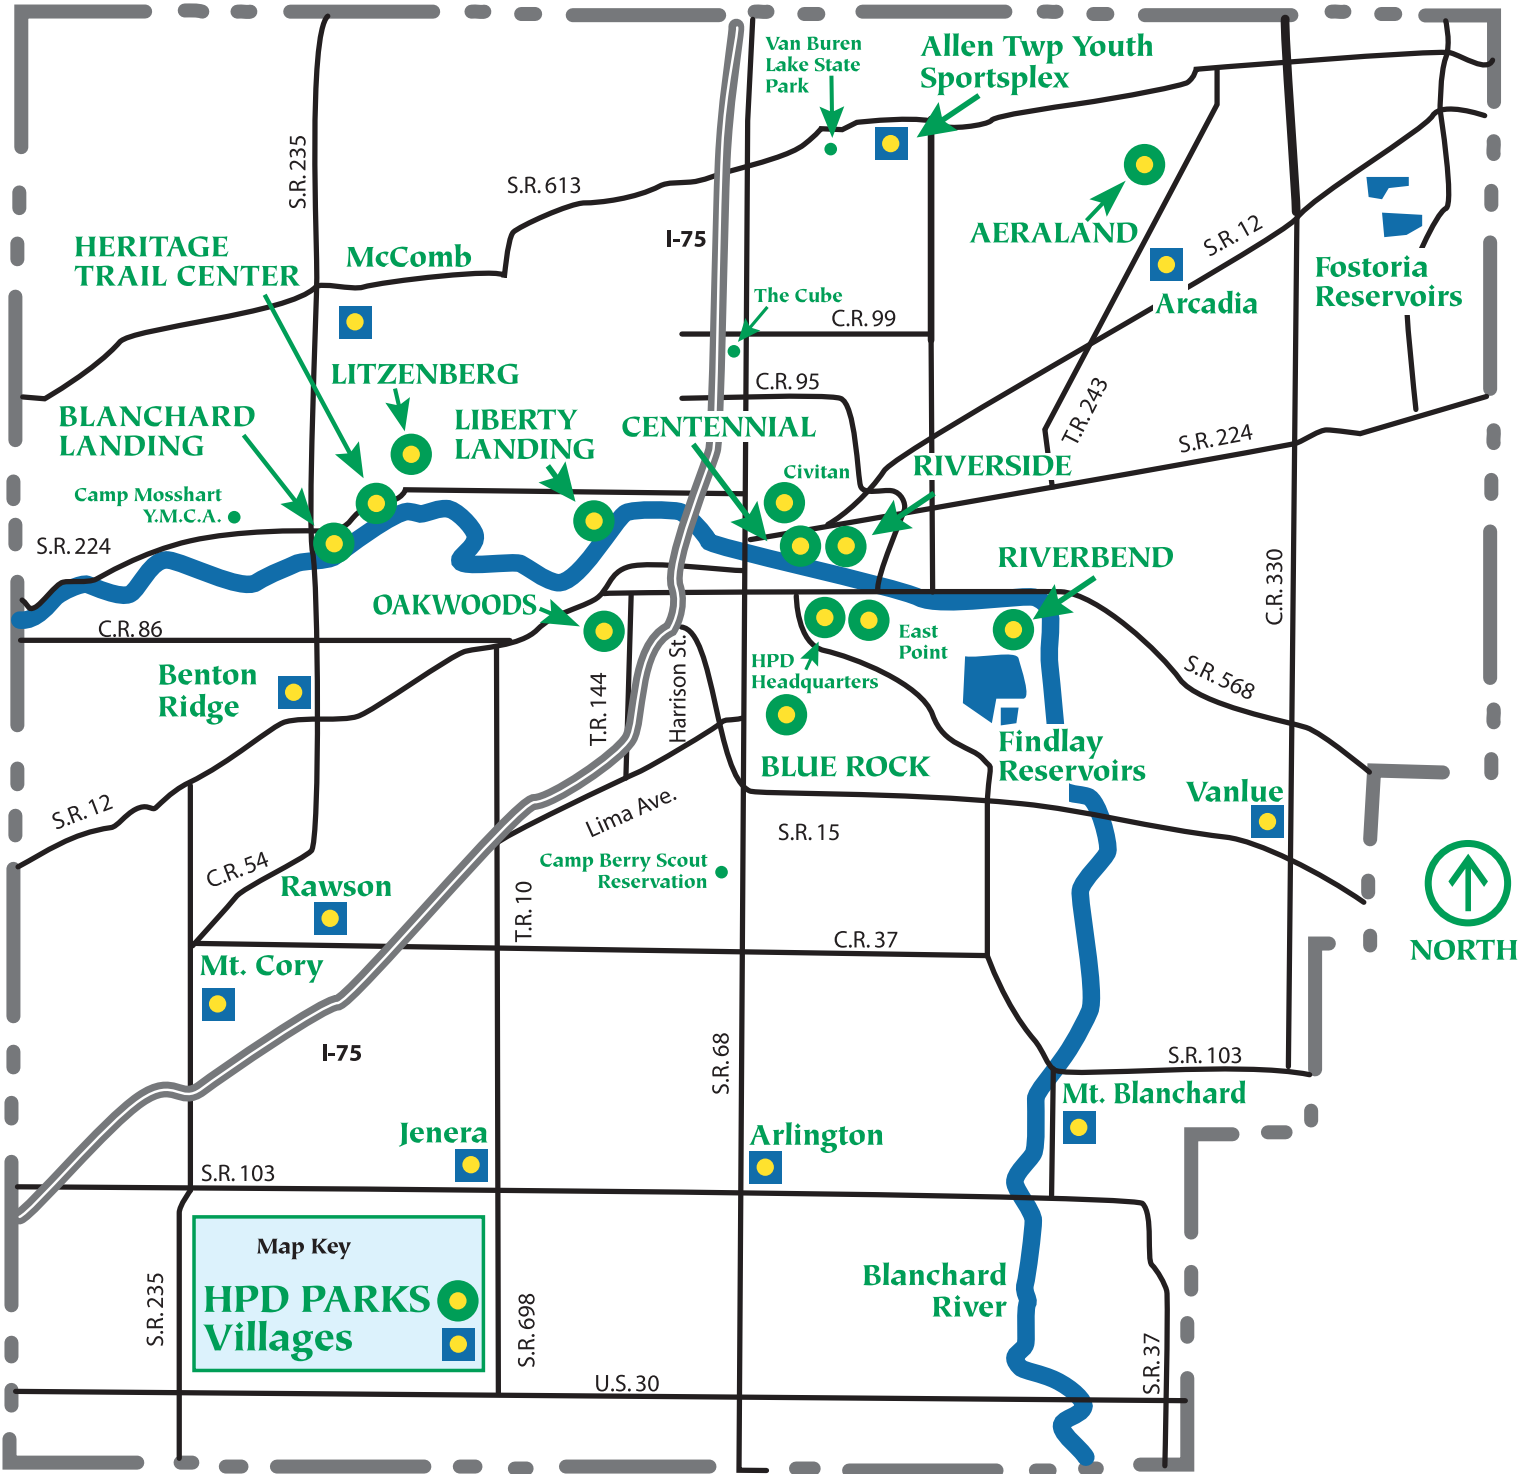 Van Buren
Lake State
Park
Allen Twp Youth
Sportsplex
S.R. 235
S.R. 613
I-75
HERITAGE
TRAIL CENTER
McComb
AERALAND
S.R. 12
Arcadia
Fostoria
Reservoirs
The Cube
C.R. 99
LITZENBERG
C.R. 95
T.R. 243
BLANCHARD
LANDING
LIBERTY
LANDING
CENTENNIAL
S.R. 224
Civitan
RIVERSIDE
Camp Mosshart
Y.M.C.A.
S.R. 224
RIVERBEND
C.R. 330
OAKWOODS
C.R. 86
East
Point
HPD
Headquarters
Harrison St.
T.R. 144
S.R. 568
Benton
Ridge
Findlay
Reservoirs
BLUE ROCK
Vanlue
S.R. 12
Lima Ave.
S.R. 15
C.R. 54
Camp Berry Scout
Reservation
Rawson
T.R. 10
C.R. 37
NORTH
Mt. Cory
I-75
S.R. 68
S.R. 103
Mt. Blanchard
Jenera
Arlington
S.R. 103
Map Key
HPD PARKS
Villages
S.R. 235
S.R. 698
Blanchard
River
S.R. 37
U.S. 30